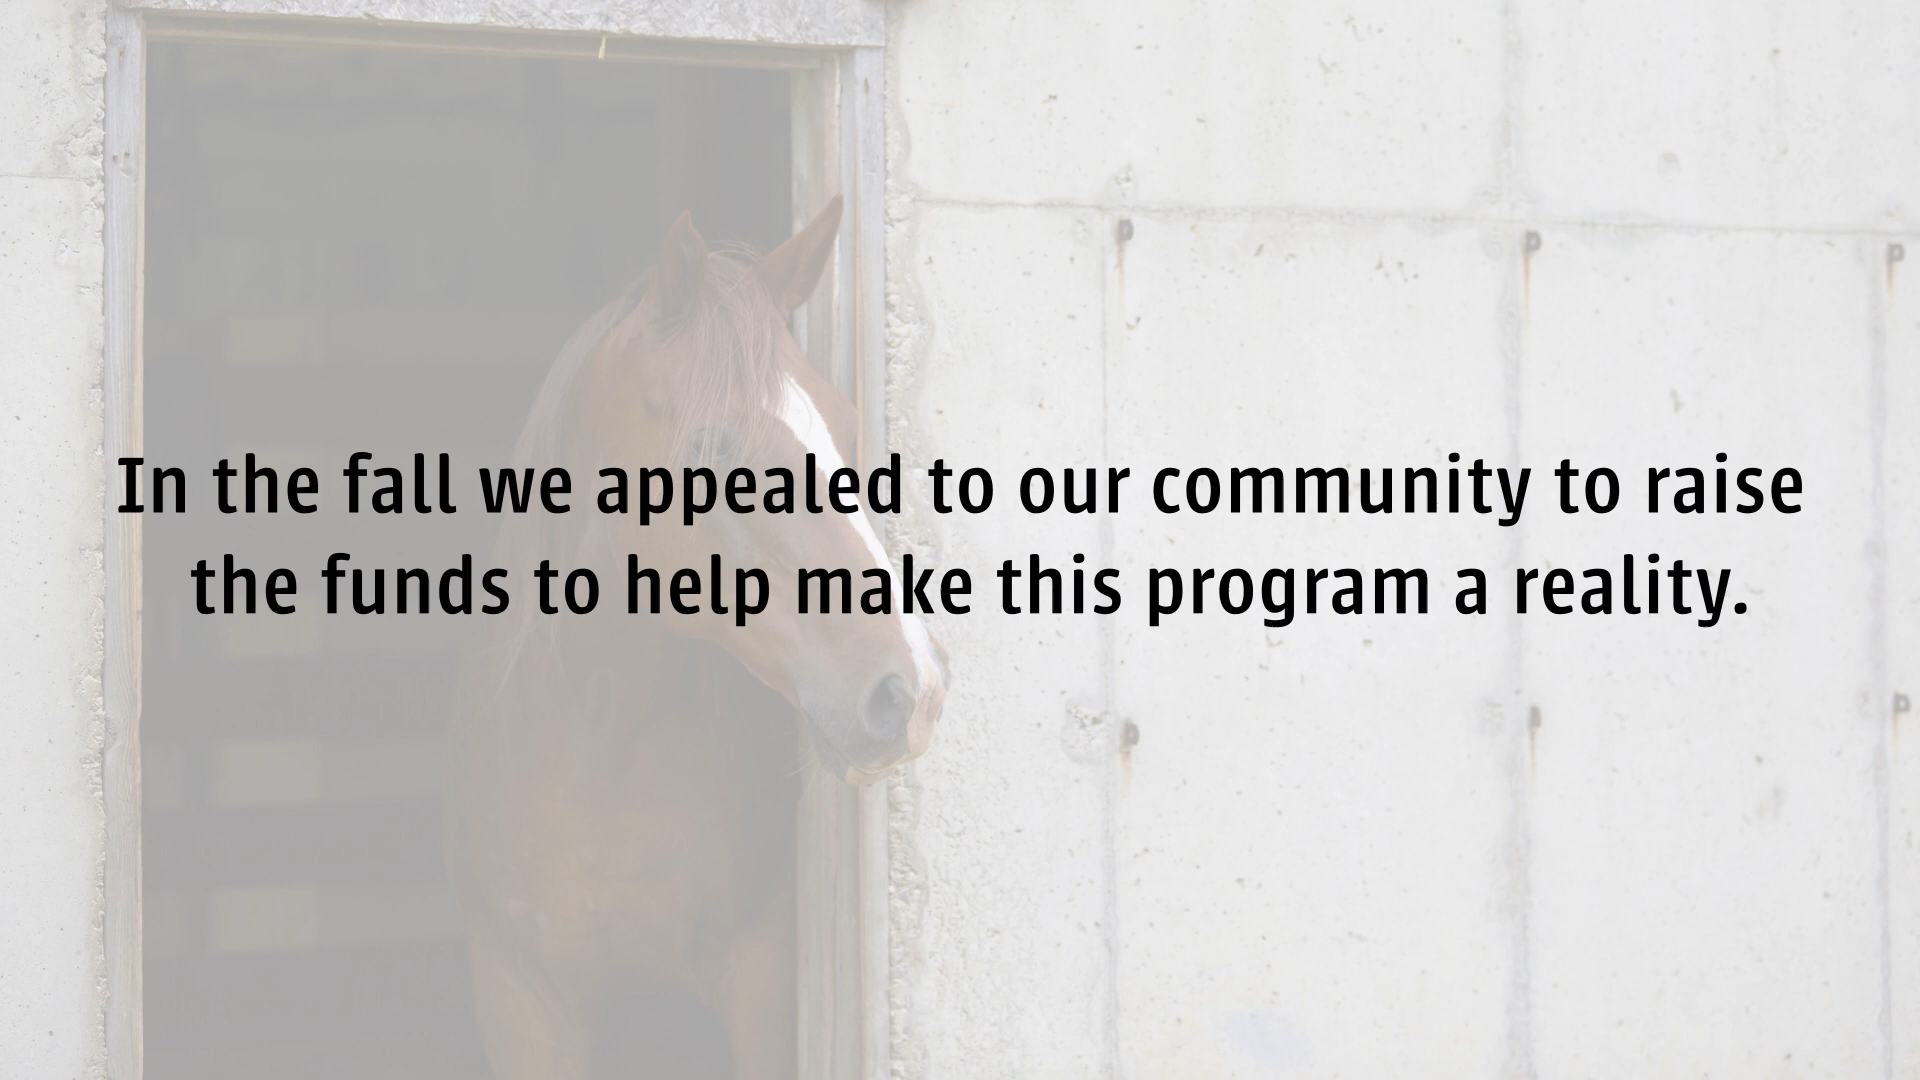 In the fall we appealed to our community to raise
the funds to help make this program a reality.